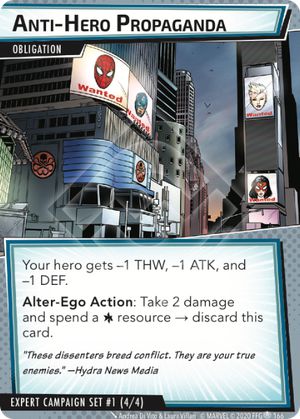 ANTI-HERO PROPAGANDA
OBLIGATION
Wanted
Wanted
Wanted
Wanted
Your hero gets –1 THW, –1 ATK, and
–1 DEF.
Alter-Ego Action: Take 2 damage
and spend a resource → discard this
card.
"These dissenters breed conflict. They are your true
enemies." —Hydra News Media
EXPERT CAMPAIGN SET #1 (4/4)
© MARVEL © 2020 FFG 166